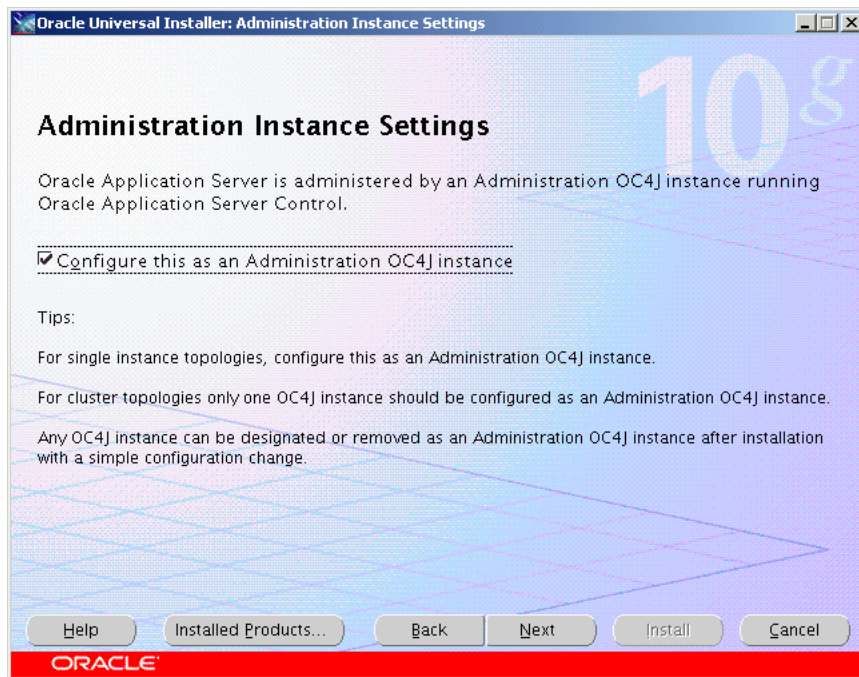 Oracle Universal Installer: Administration Instance Settings
10g
Administration Instance Settings
Oracle Application Server is administered by an Administration OC4J instance running
Oracle Application Server Control.
Configure this as an Administration OC4J instance
Tips:
For single instance topologies, configure this as an Administration OC4J instance.
For cluster topologies only one OC4J instance should be configured as an Administration OC4J instance.
Any OC4J instance can be designated or removed as an Administration OC4J instance after installation
with a simple configuration change.
Help Installed Products... Back Next Install Cancel
ORACLE